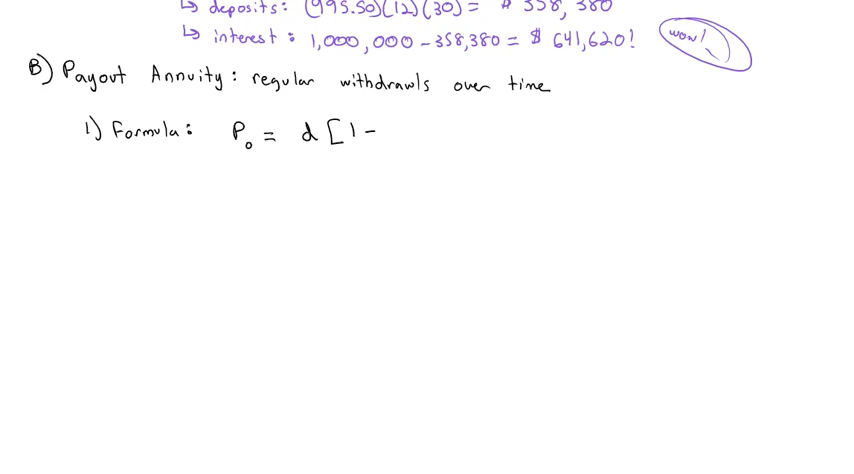 ↳ deposits: (995.50)(12)(30) = $ 358,380
↳ interest: 1,000,000 - 358,380 = $ 641,620!
wow!
B) Payout Annuity: regular withdrawls over time
1) Formula: P₀ = d [1 -